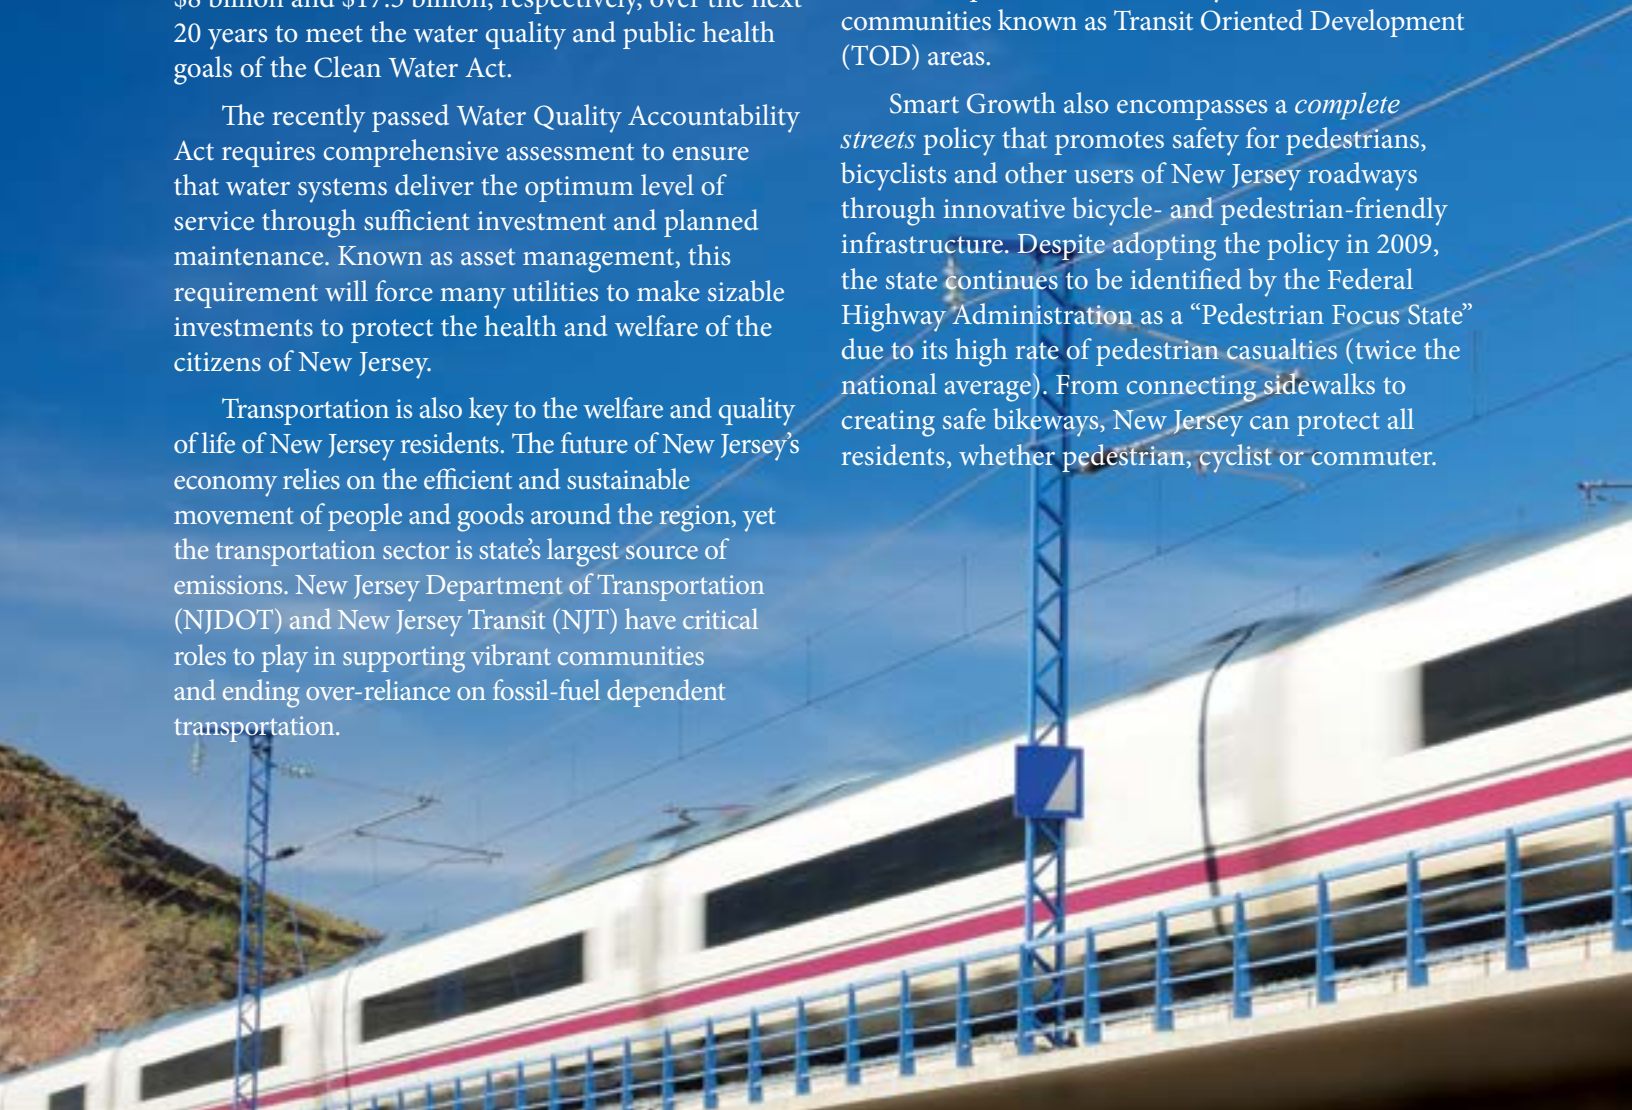 $8 billion and $17.5 billion, respectively, over the next
20 years to meet the water quality and public health
goals of the Clean Water Act.
The recently passed Water Quality Accountability
Act requires comprehensive assessment to ensure
that water systems deliver the optimum level of
service through sufficient investment and planned
maintenance. Known as asset management, this
requirement will force many utilities to make sizable
investments to protect the health and welfare of the
citizens of New Jersey.
Transportation is also key to the welfare and quality
of life of New Jersey residents. The future of New Jersey’s
economy relies on the efficient and sustainable
movement of people and goods around the region, yet
the transportation sector is state’s largest source of
emissions. New Jersey Department of Transportation
(NJDOT) and New Jersey Transit (NJT) have critical
roles to play in supporting vibrant communities
and ending over-reliance on fossil-fuel dependent
transportation.
communities known as Transit Oriented Development
(TOD) areas.
Smart Growth also encompasses a complete
streets policy that promotes safety for pedestrians,
bicyclists and other users of New Jersey roadways
through innovative bicycle- and pedestrian-friendly
infrastructure. Despite adopting the policy in 2009,
the state continues to be identified by the Federal
Highway Administration as a “Pedestrian Focus State”
due to its high rate of pedestrian casualties (twice the
national average). From connecting sidewalks to
creating safe bikeways, New Jersey can protect all
residents, whether pedestrian, cyclist or commuter.